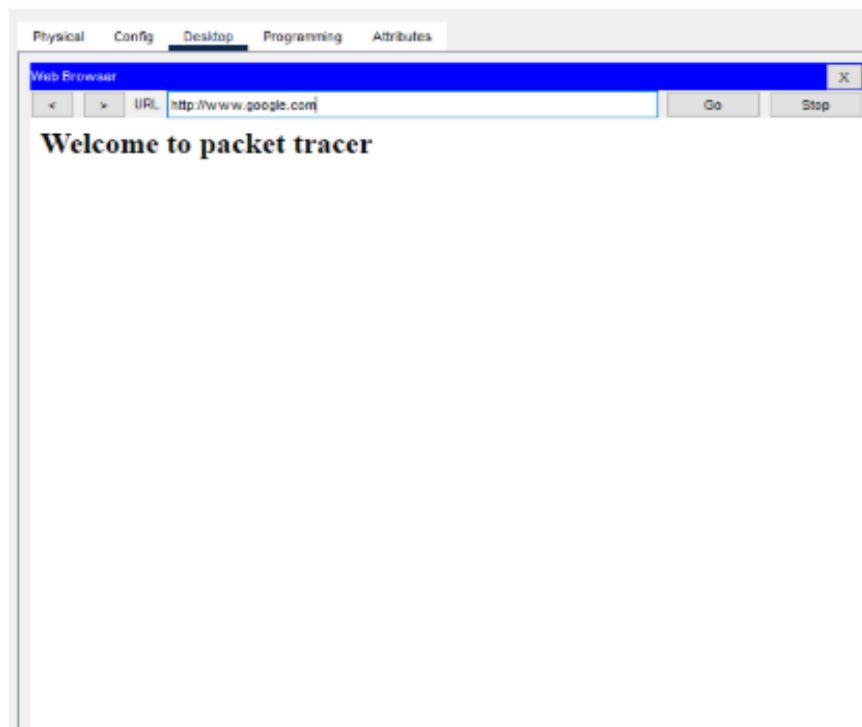 Physical Config Desktop Programming Attributes
Web Browser X
< > URL http://www.google.com Go Stop
Welcome to packet tracer